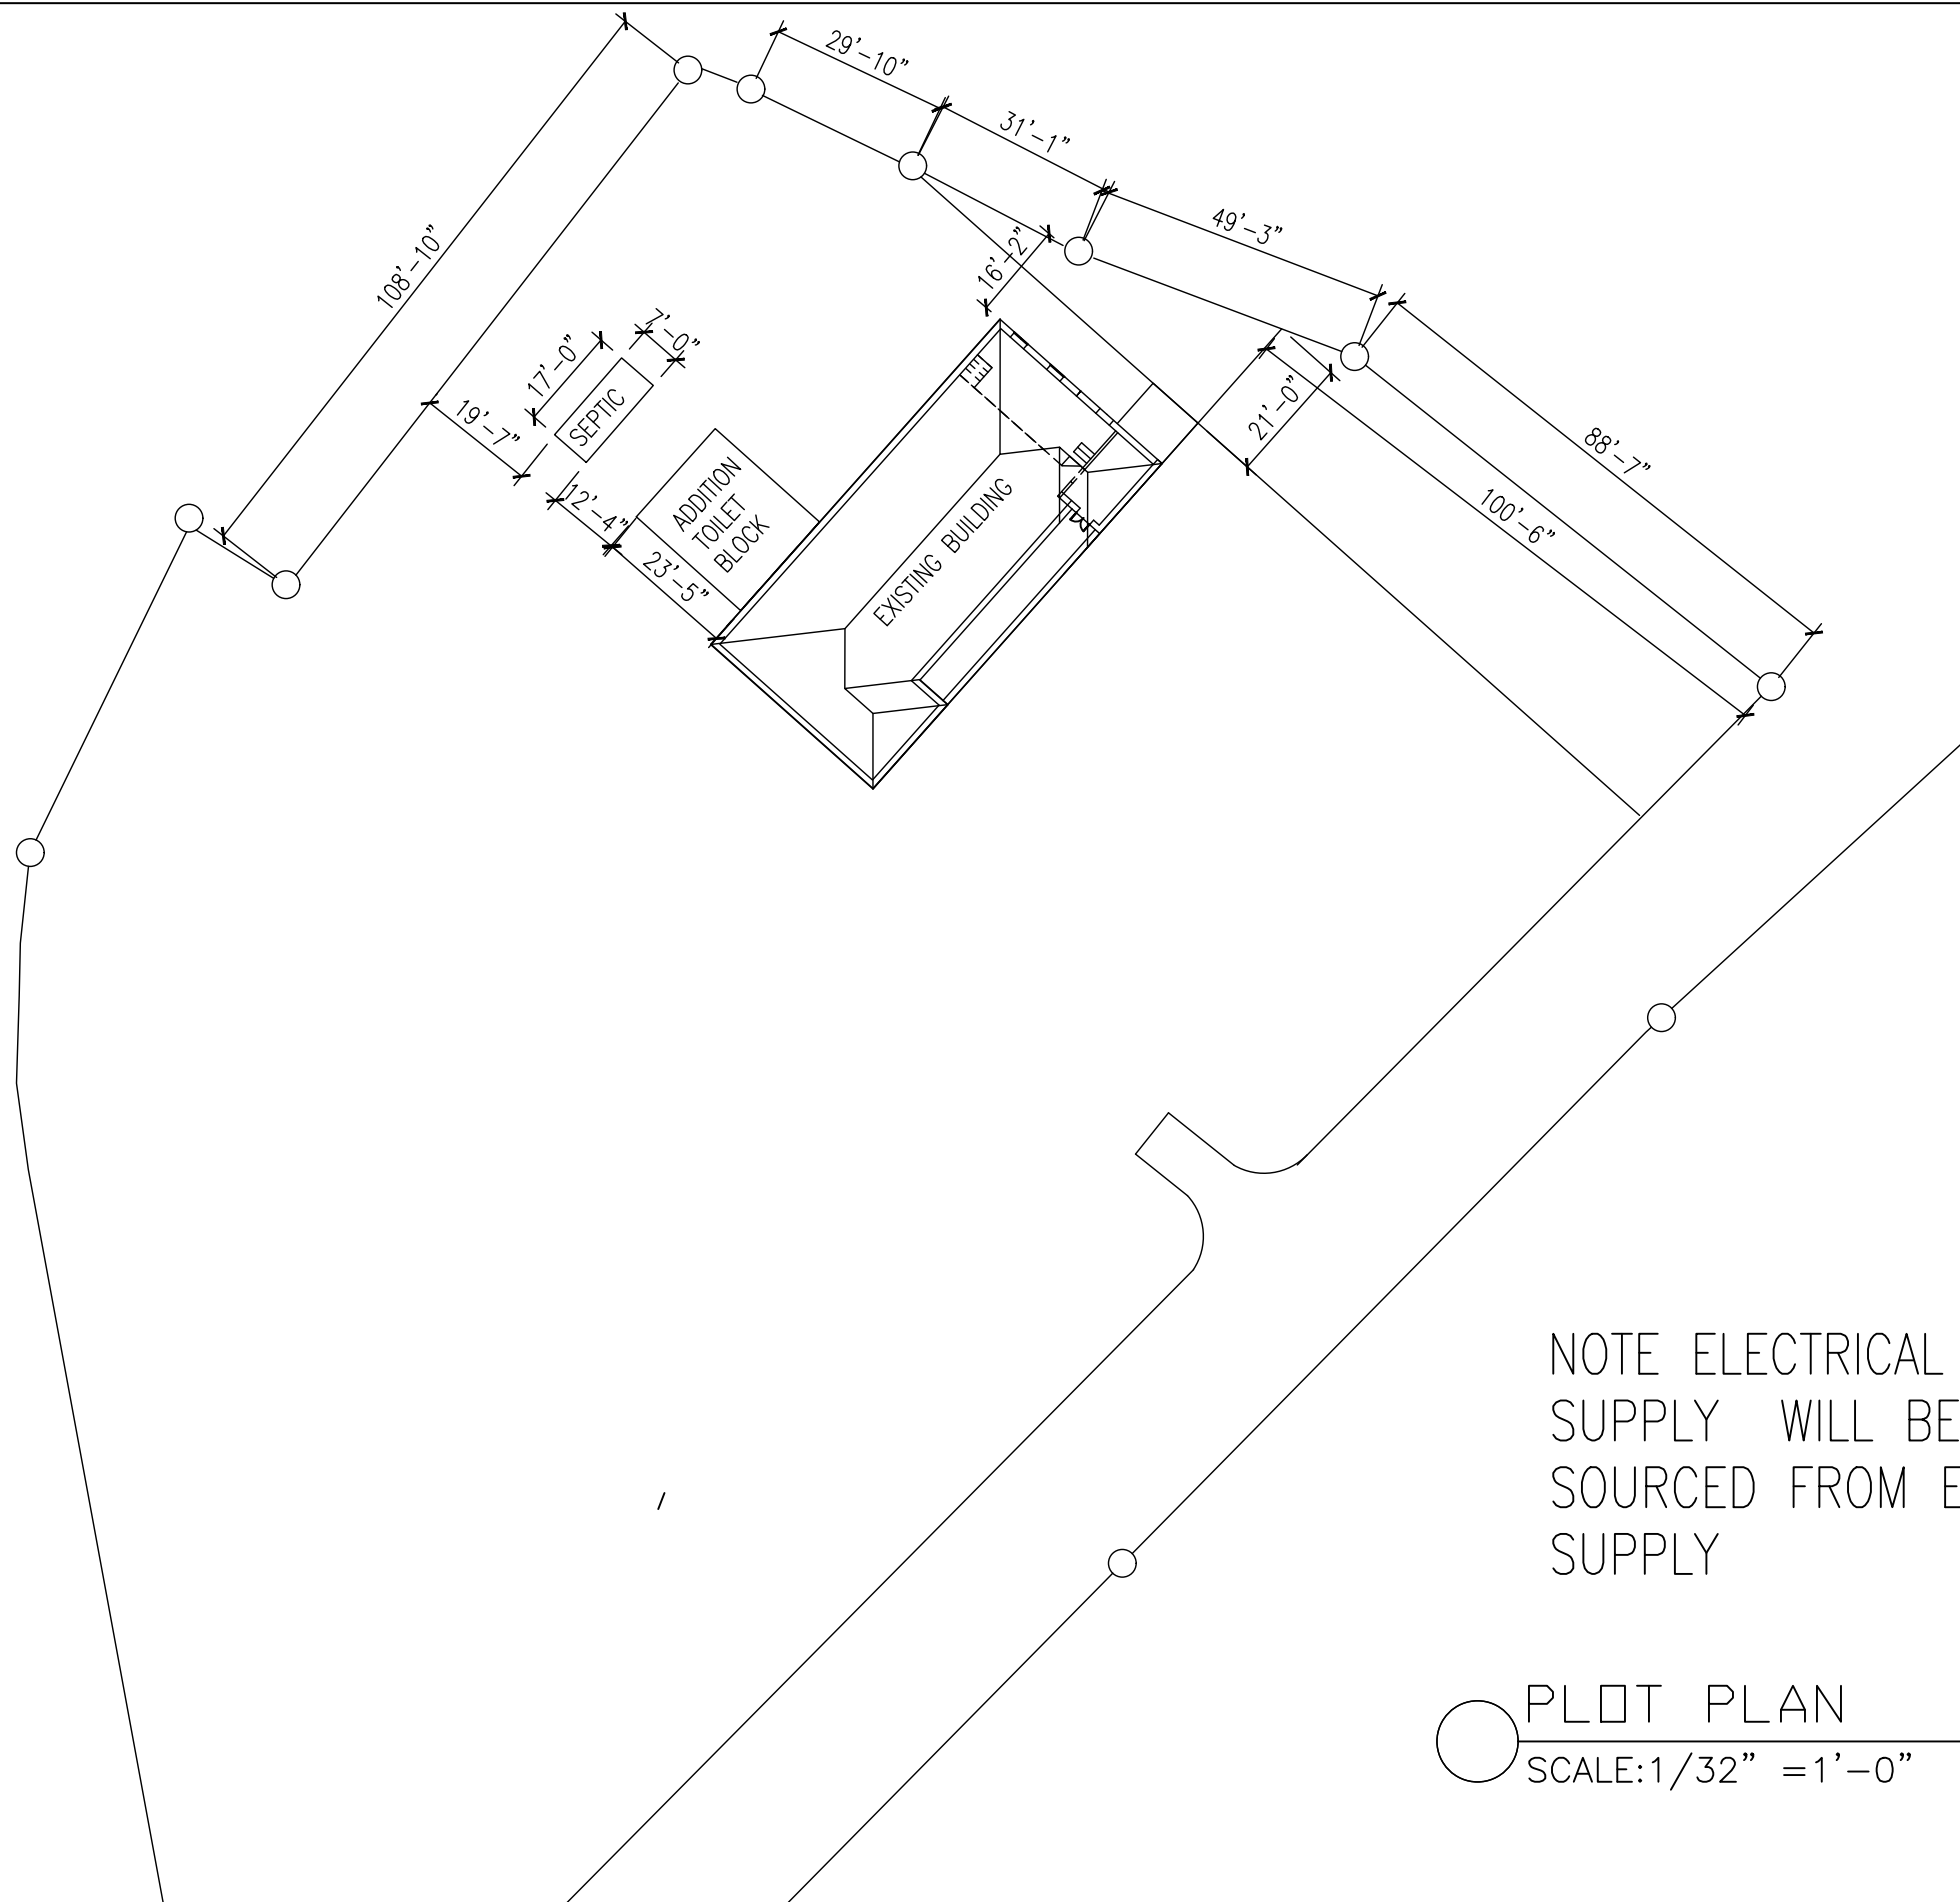 29'-10"
31'-1"
49'-3"
108'-10"
16'-2"
7'-0"
17'-0"
21'-0"
SEPTIC
19'-7"
88'-7"
100'-6"
12'-4"
ADDITION
TOILET
BLOCK
EXISTING BUILDING
23'-5"
NOTE ELECTRICAL
SUPPLY WILL BE
SOURCED FROM
SUPPLY
PLOT PLAN
SCALE:1/32" =1'-0"